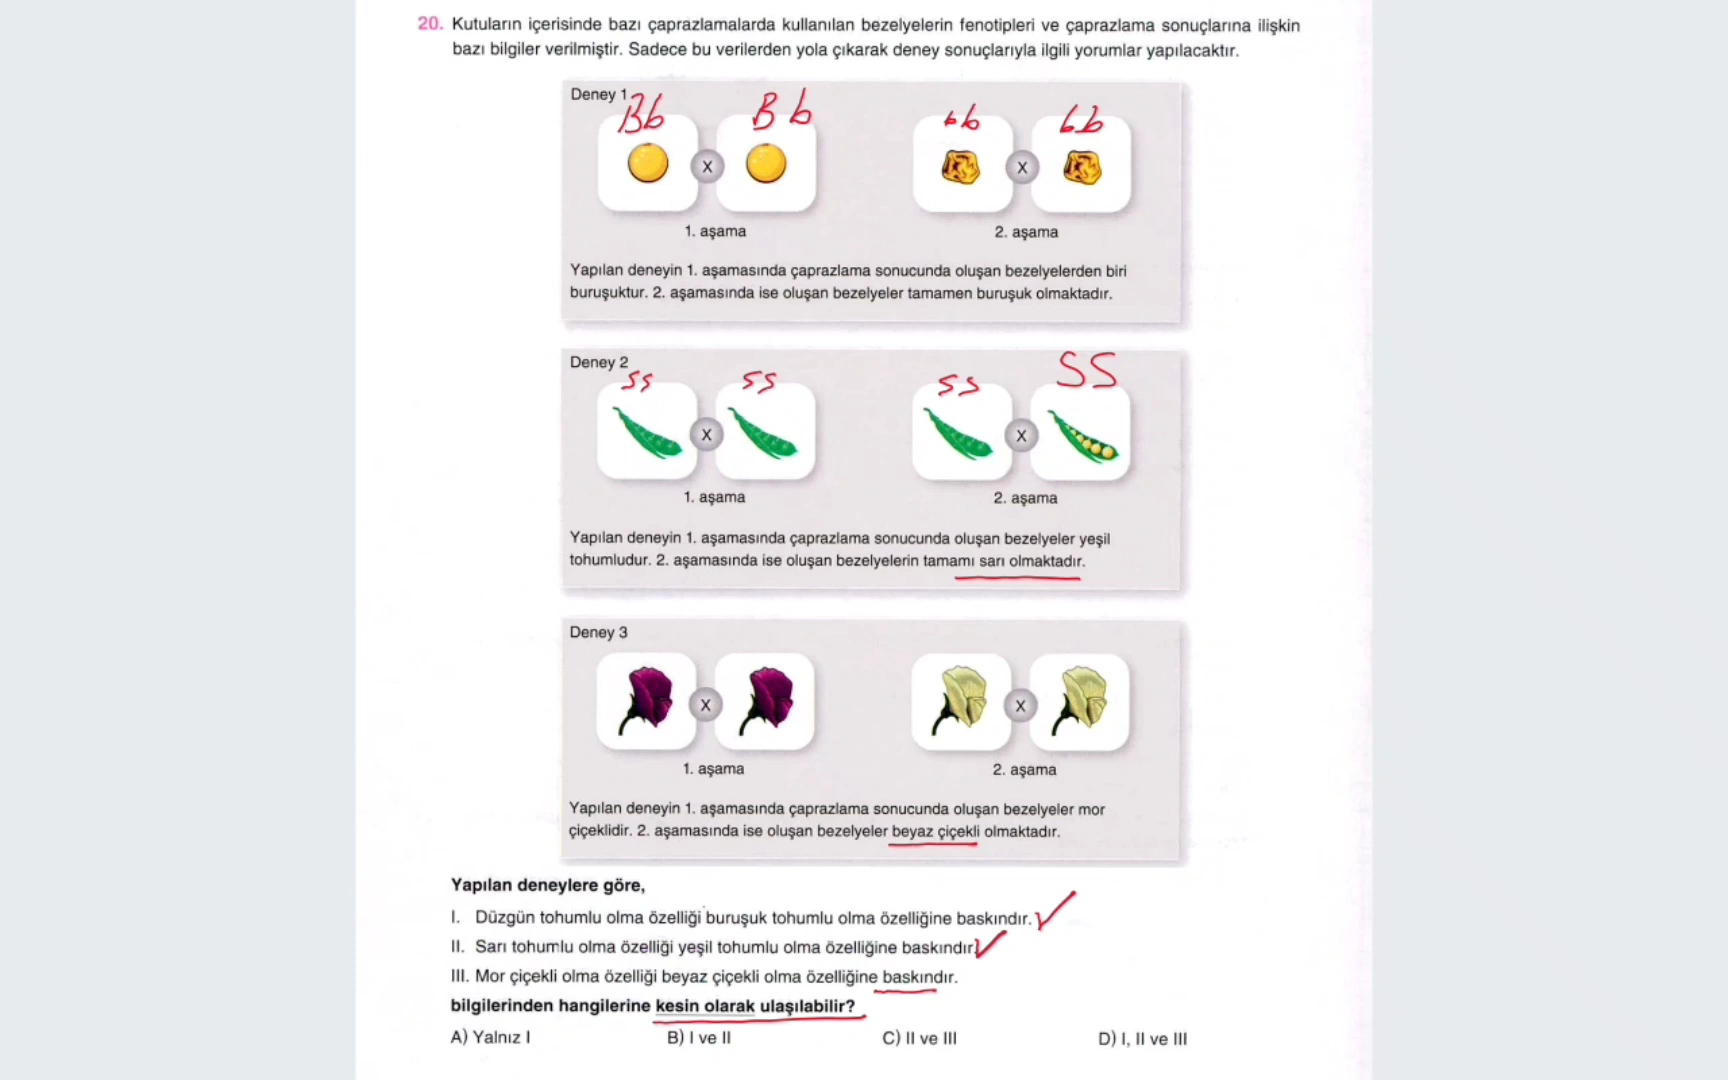 20. Kutuların içerisinde bazı çaprazlamalarda kullanılan bezelyelerin fenotipleri ve çaprazlama sonuçlarına ilişkin
bazı bilgiler verilmiştir. Sadece bu verilerden yola çıkarak deney sonuçlarıyla ilgili yorumlar yapılacaktır.
Deney 1
Bb Bb bb bb
X X
1. aşama 2. aşama
Yapılan deneyin 1. aşamasında çaprazlama sonucunda oluşan bezelyelerden biri
buruşuktur. 2. aşamasında ise oluşan bezelyeler tamamen buruşuk olmaktadır.
Deney 2
ss ss ss SS
X X
1. aşama 2. aşama
Yapılan deneyin 1. aşamasında çaprazlama sonucunda oluşan bezelyeler yeşil
tohumludur. 2. aşamasında ise oluşan bezelyelerin tamamı sarı olmaktadır.
Deney 3
X X
1. aşama 2. aşama
Yapılan deneyin 1. aşamasında çaprazlama sonucunda oluşan bezelyeler mor
çiçeklidir. 2. aşamasında ise oluşan bezelyeler beyaz çiçekli olmaktadır.
Yapılan deneylere göre,
I. Düzgün tohumlu olma özelliği buruşuk tohumlu olma özelliğine baskındır.
II. Sarı tohumlu olma özelliği yeşil tohumlu olma özelliğine baskındır.
III. Mor çiçekli olma özelliği beyaz çiçekli olma özelliğine baskındır.
bilgilerinden hangilerine kesin olarak ulaşılabilir?
A) Yalnız I B) I ve II C) II ve III D) I, II ve III